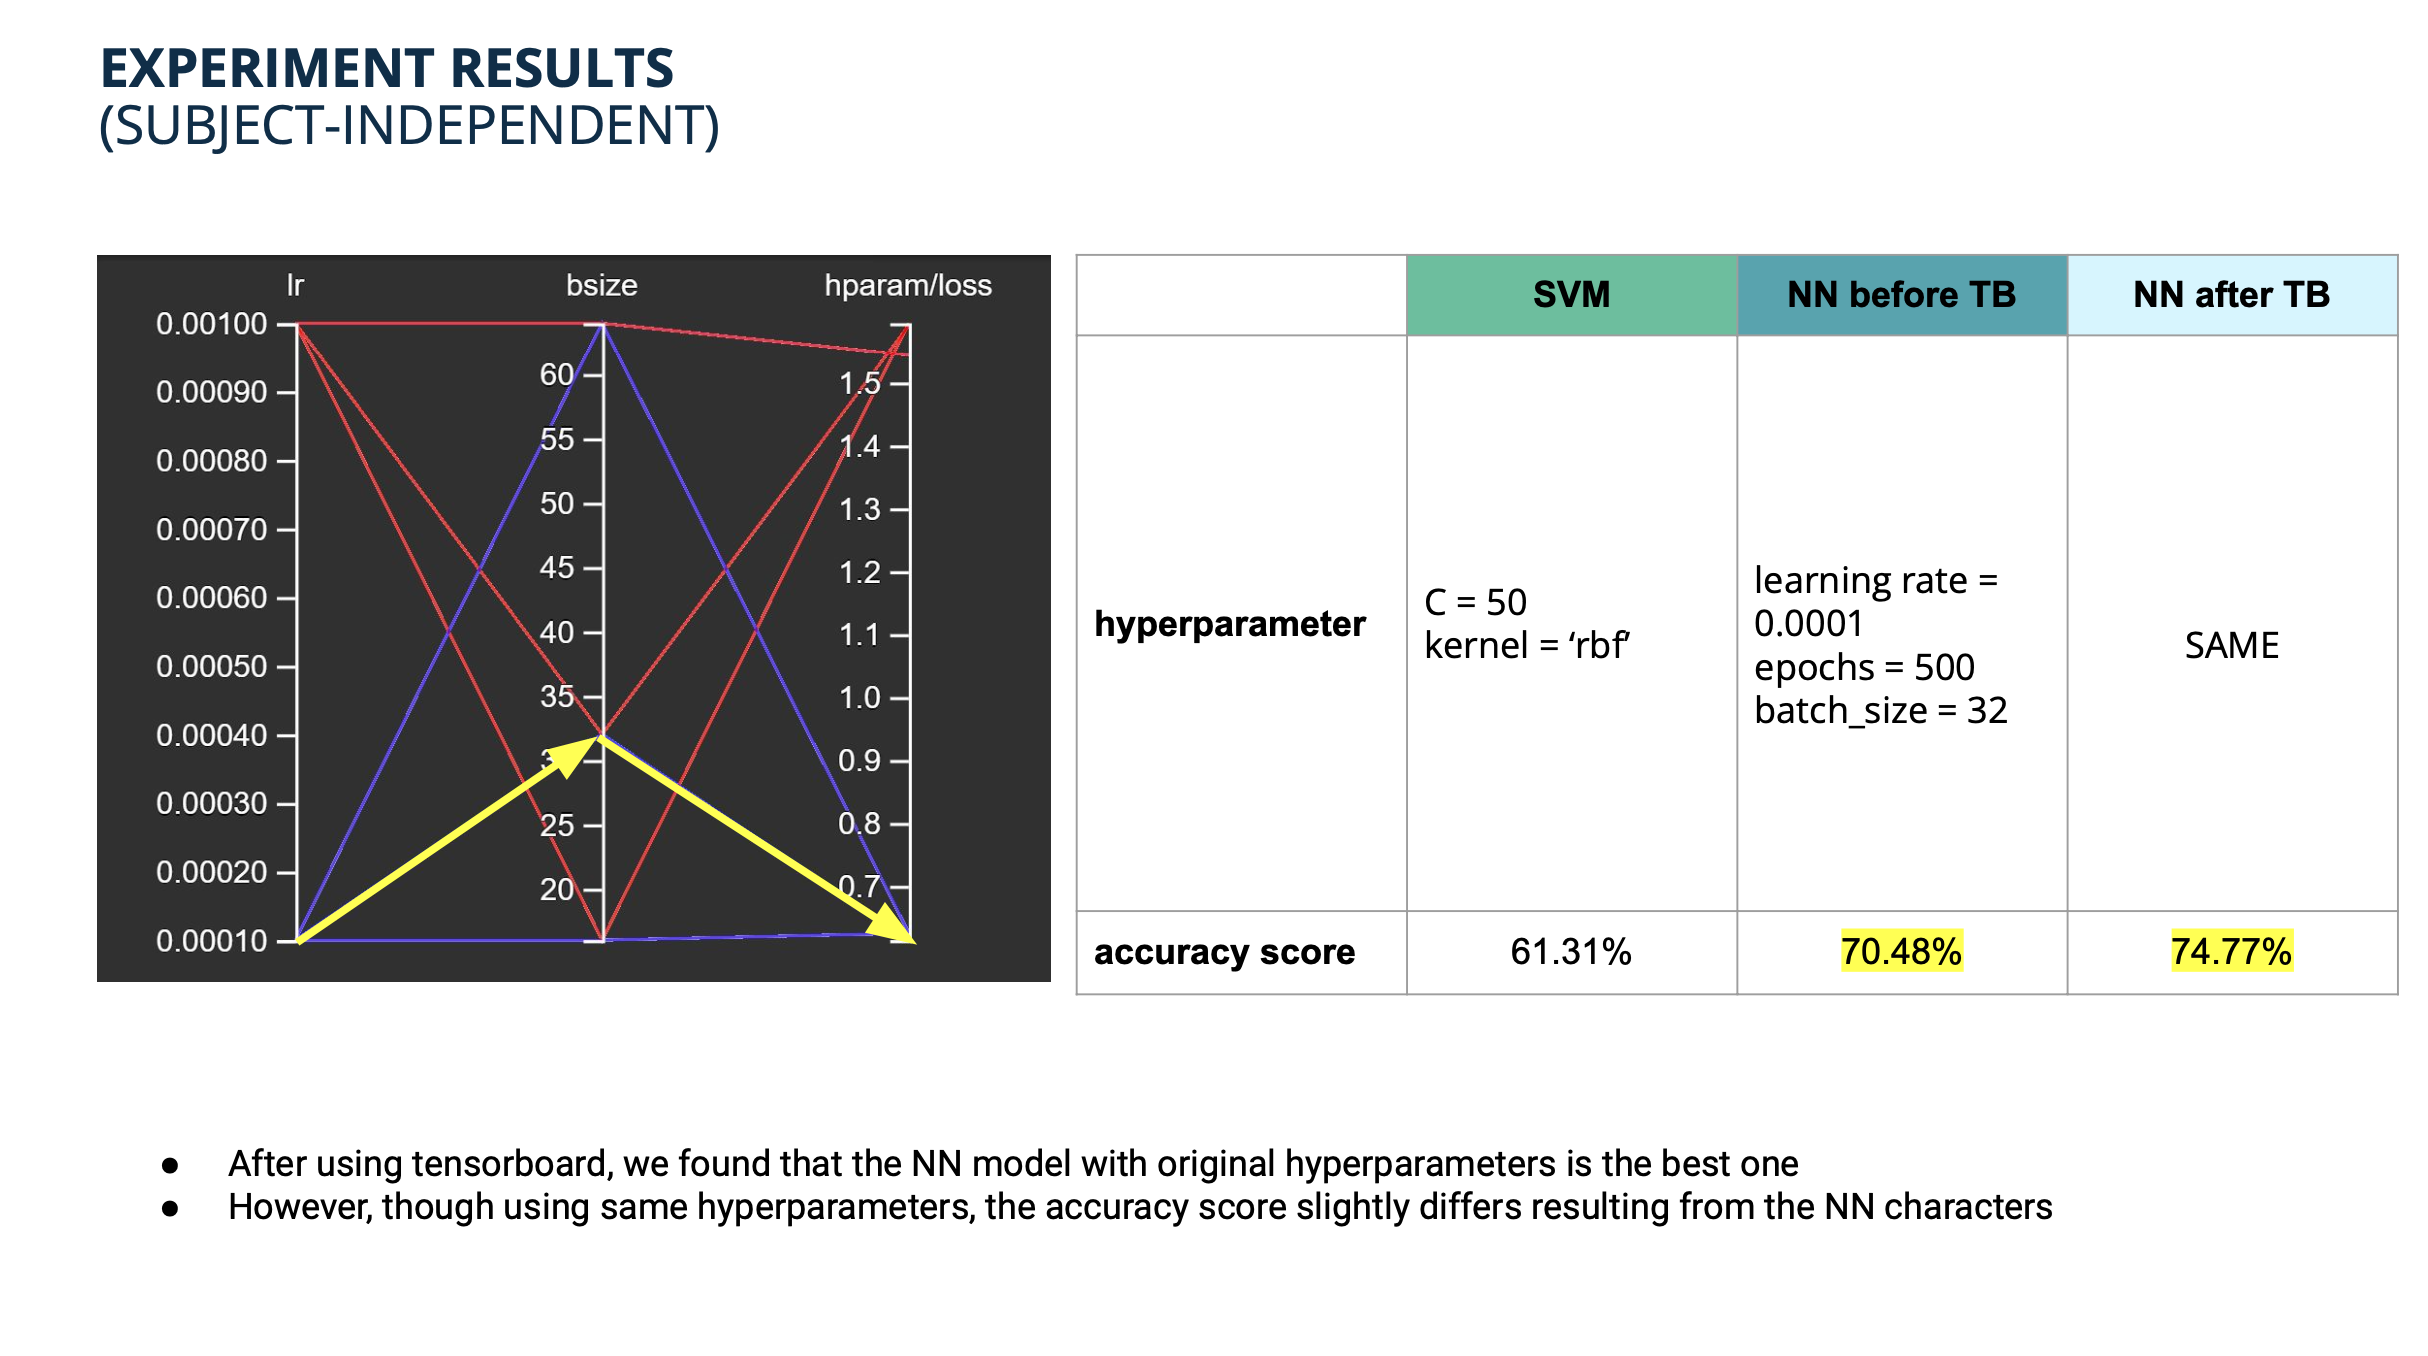 EXPERIMENT RESULTS
(SUBJECT-INDEPENDENT)
lr
bsize
hparam/loss
0.00100
0.00090
0.00080
0.00070
0.00060
0.00050
0.00040
0.00030
0.00020
0.00010
60
55
50
45
40
35
25
20
1.5
1.4
1.3
1.2
1.1
1.0
0.9
0.8
0.7
SVM
NN before TB
NN after TB
hyperparameter
C = 50
kernel = ‘rbf’
learning rate =
0.0001
epochs = 500
batch_size = 32
SAME
accuracy score
61.31%
70.48%
74.77%
● After using tensorboard, we found that the NN model with original hyperparameters is the best one
● However, though using same hyperparameters, the accuracy score slightly differs resulting from the NN characters